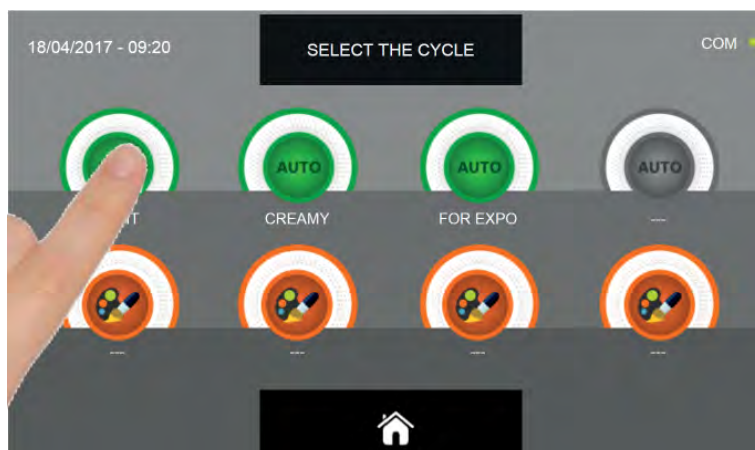 18/04/2017 - 09:20
SELECT THE CYCLE
COM
AUTO
AUTO
AUTO
CREAMY
FOR EXPO
---
---
---
---
---